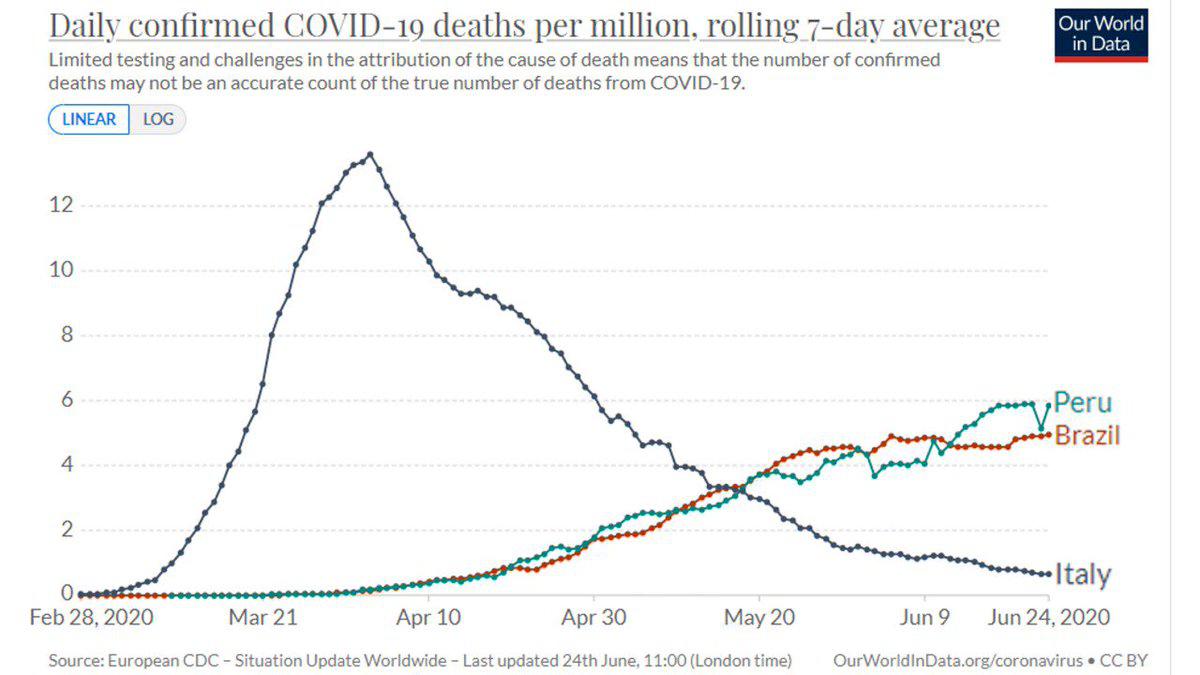 Daily confirmed COVID-19 deaths per million, rolling 7-day average
Our World
in Data
Limited testing and challenges in the attribution of the cause of death means that the number of confirmed
deaths may not be an accurate count of the true number of deaths from COVID-19.
LINEAR LOG
12
10
8
6
4
2
0
Peru
Brazil
Italy
Feb 28, 2020 Mar 21 Apr 10 Apr 30 May 20 Jun 9 Jun 24, 2020
Source: European CDC – Situation Update Worldwide – Last updated 24th June, 11:00 (London time) OurWorldInData.org/coronavirus • CC BY